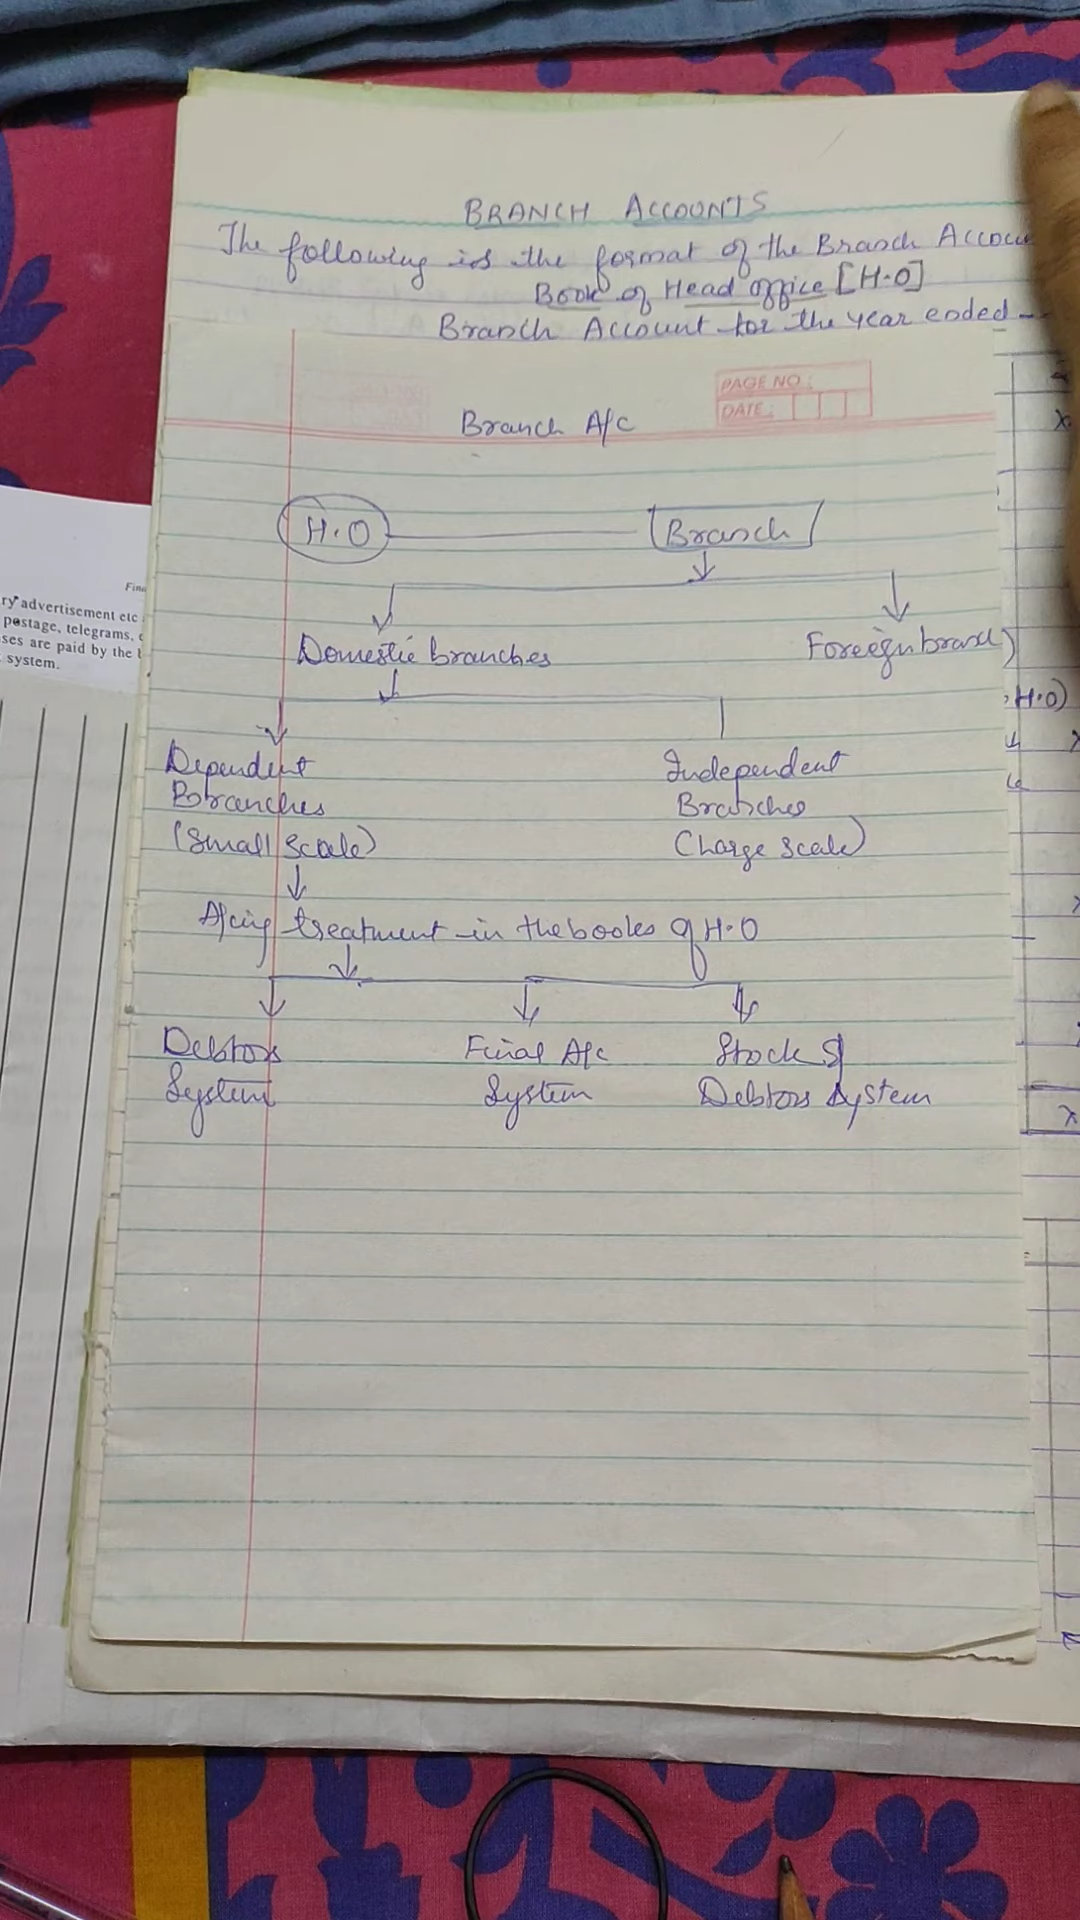 BRANCH ACCOUNTS
The following is the format of the Branch Accou
Book of Head office [H.O]
Branch Account for the year ended
PAGE NO :
DATE :
Branch A/c
H.O Branch
Domestic branches Foreign branch
Dependent Independent
Branches Branches
(Small scale) (Large scale)
A/cing treatment in the books of H.O
Debtors Final A/c Stock &
System System Debtors System
Fina
ry advertisement etc
postage, telegrams,
ses are paid by the
system.
H.O)